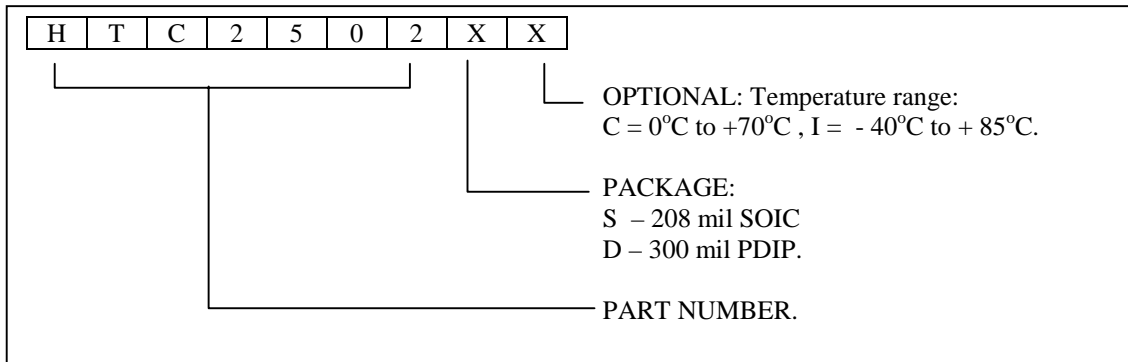 H T C 2 5 0 2 X X
OPTIONAL: Temperature range:
C = 0°C to +70°C , I = - 40°C to + 85°C.
PACKAGE:
S – 208 mil SOIC
D – 300 mil PDIP.
PART NUMBER.